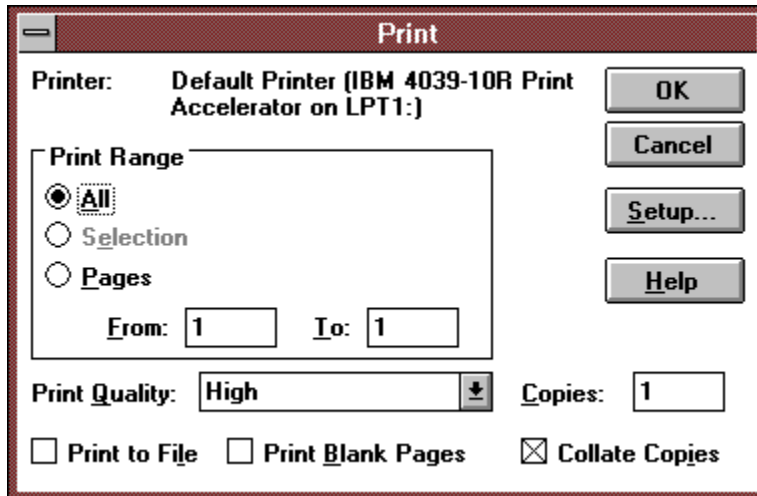 Print
Printer: Default Printer (IBM 4039-10R Print
Accelerator on LPT1:)
OK
Cancel
Print Range
All
Setup...
Selection
Pages
Help
From: 1 To: 1
Print Quality: High Copies: 1
Print to File Print Blank Pages Collate Copies